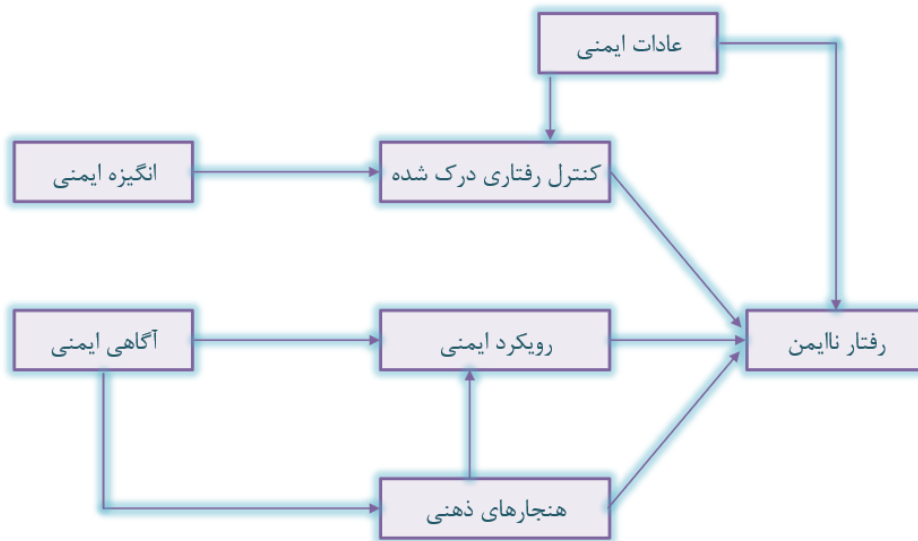 عادات ایمنی
کنترل رفتاری درک شده
انگیزه ایمنی
رفتار ناایمن
رویکرد ایمنی
آگاهی ایمنی
هنجارهای ذهنی